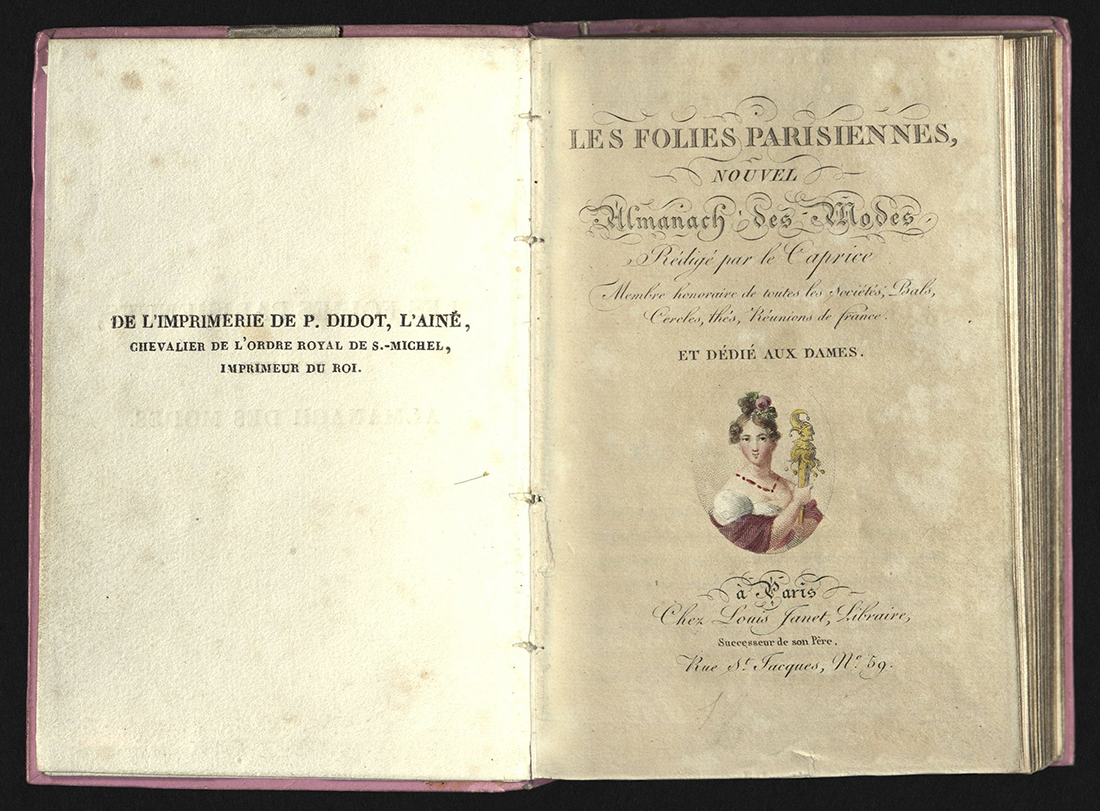 DE L'IMPRIMERIE DE P. DIDOT, L'AINÉ,
CHEVALIER DE L'ORDRE ROYAL DE S.-MICHEL,
IMPRIMEUR DU ROI.
LES FOLIES PARISIENNES,
NOUVEL
Almanach des Modes
Rédigé par le Caprice
Membre honoraire de toutes les Sociétés, Bals,
Cercles, thés, Réunions de france.
ET DÉDIÉ AUX DAMES.
à Paris
Chez Louis Janet, Libraire,
Successeur de son Père.
Rue St. Jacques, No. 59.